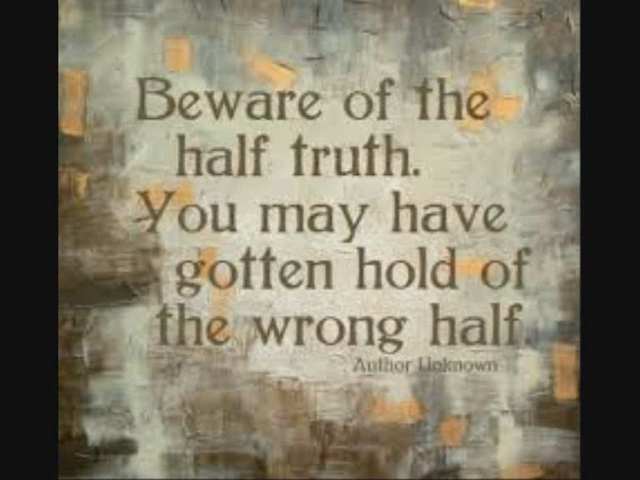 Beware of the
half truth.
You may have
gotten hold of
the wrong half.
Author Unknown